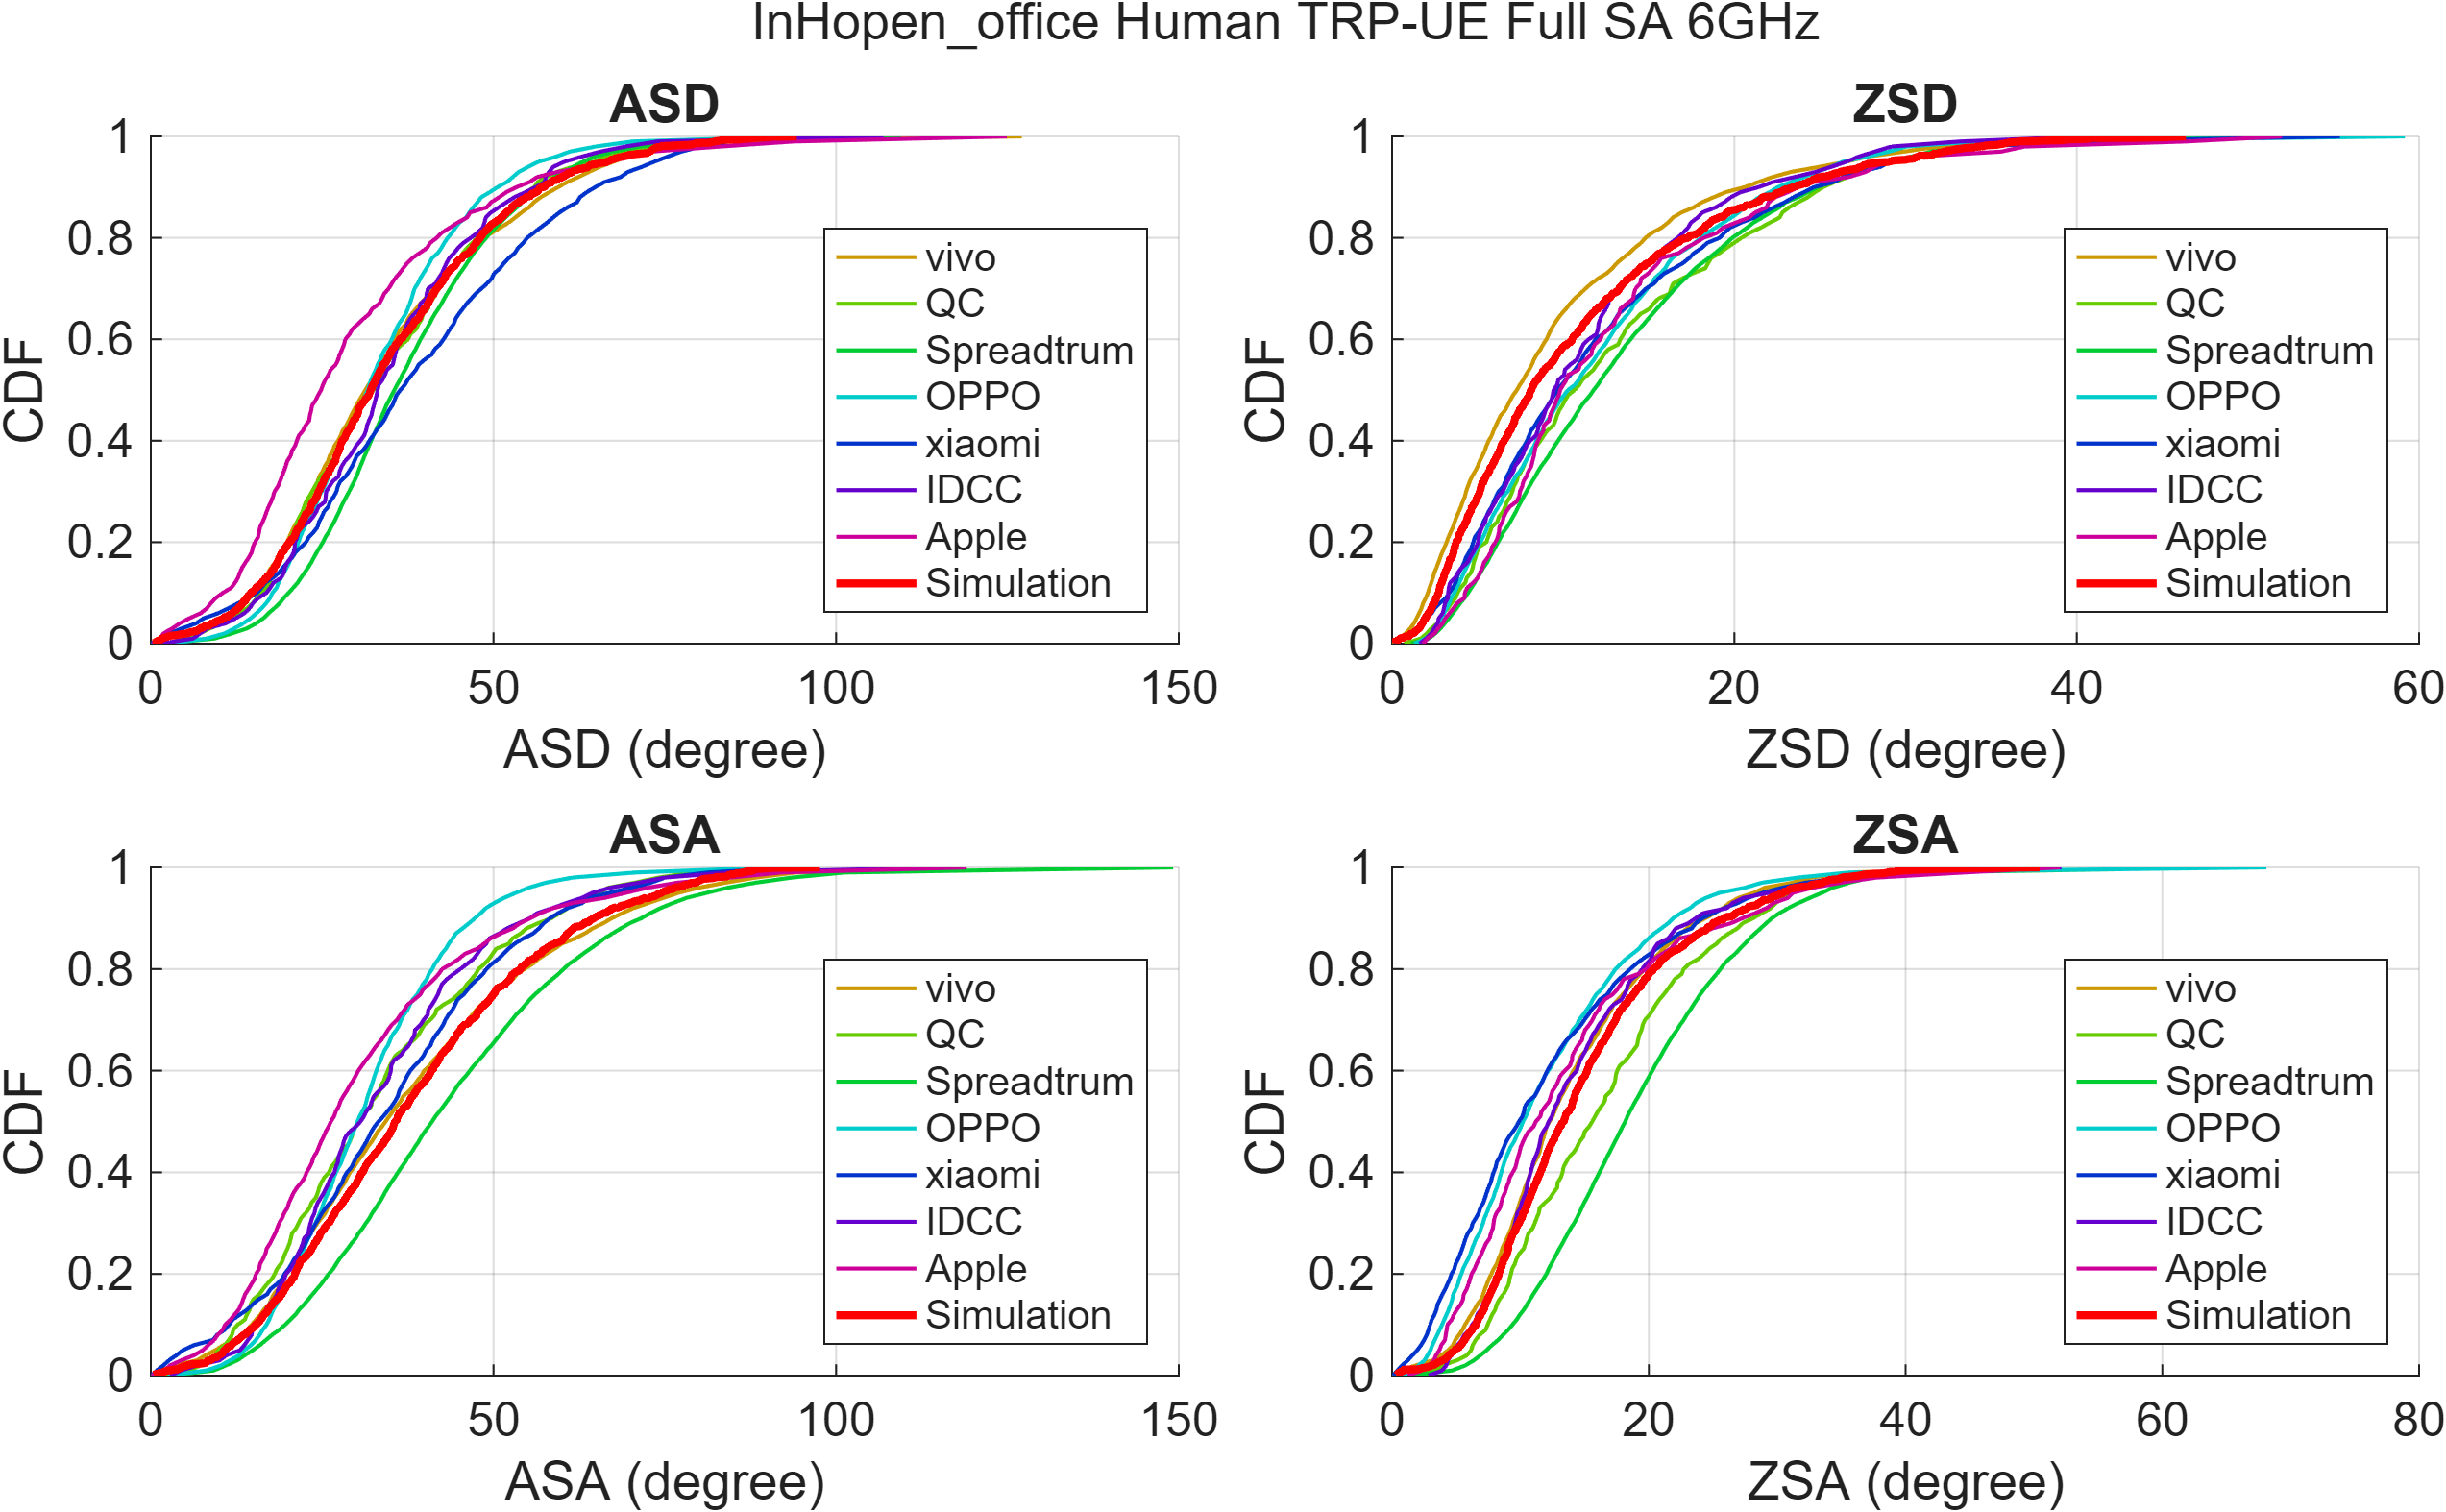 InHopen_office Human TRP-UE Full SA 6GHz
ASD
1
0.8
0.6
0.4
0.2
0
CDF
0 50 100 150
ASD (degree)
vivo
QC
Spreadtrum
OPPO
xiaomi
IDCC
Apple
Simulation
ZSD
1
0.8
0.6
0.4
0.2
0
CDF
0 20 40 60
ZSD (degree)
vivo
QC
Spreadtrum
OPPO
xiaomi
IDCC
Apple
Simulation
ASA
1
0.8
0.6
0.4
0.2
0
CDF
0 50 100 150
ASA (degree)
vivo
QC
Spreadtrum
OPPO
xiaomi
IDCC
Apple
Simulation
ZSA
1
0.8
0.6
0.4
0.2
0
CDF
0 20 40 60 80
ZSA (degree)
vivo
QC
Spreadtrum
OPPO
xiaomi
IDCC
Apple
Simulation